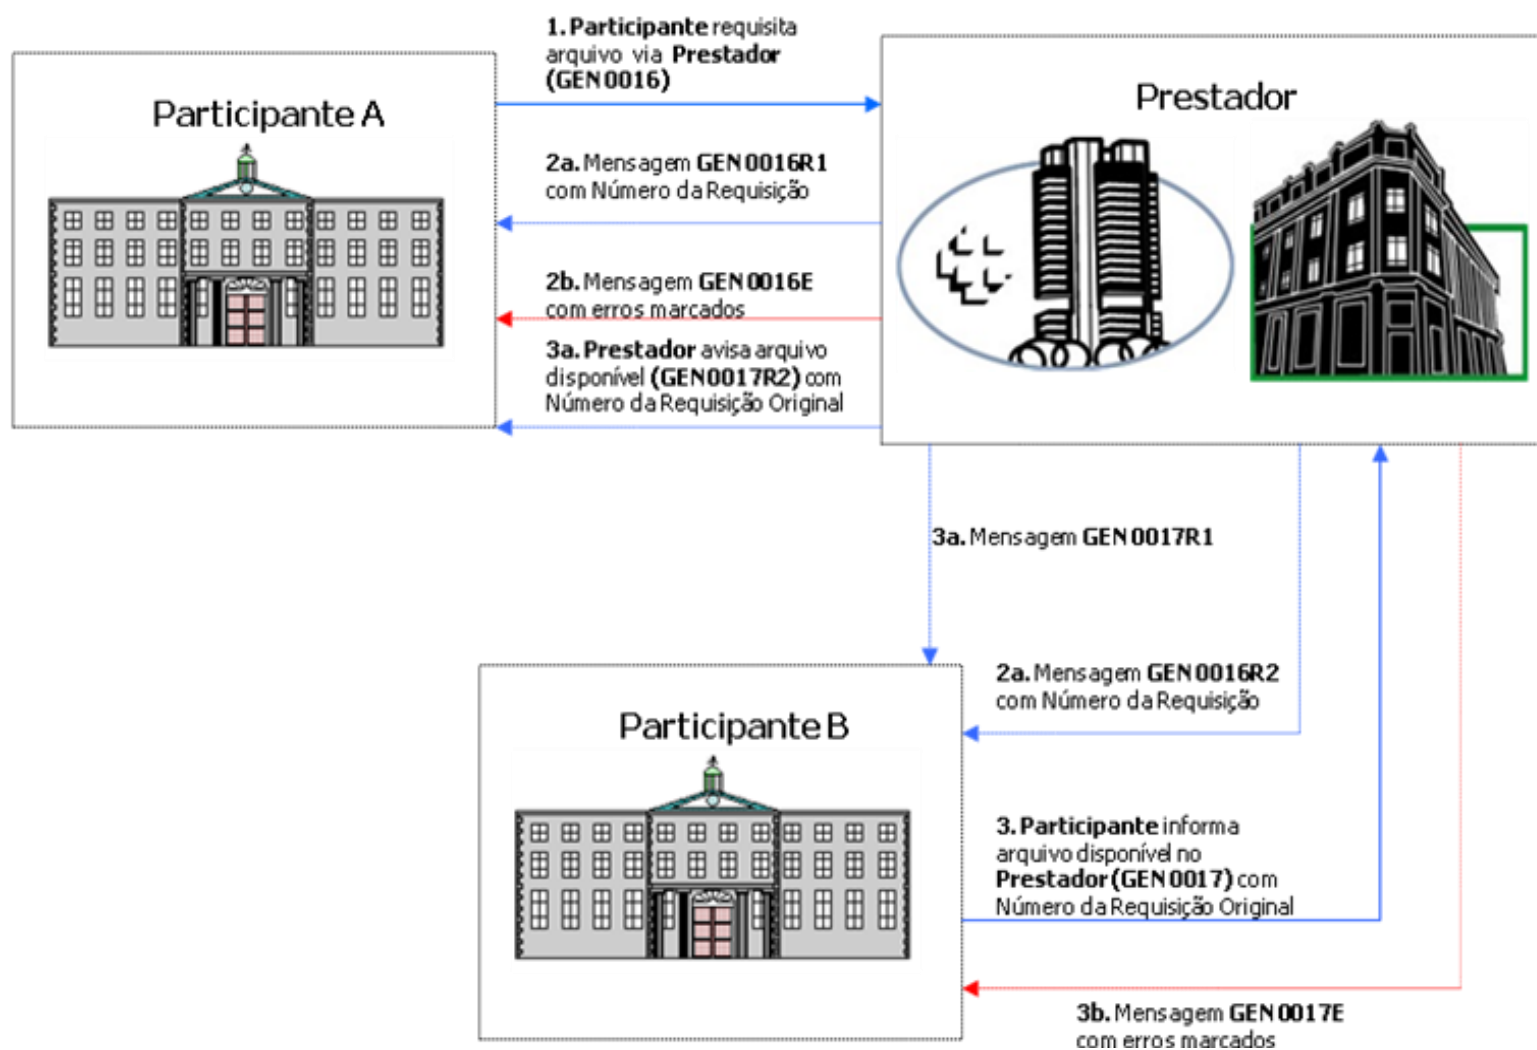 1. Participante requisita
arquivo via Prestador
(GEN0016)
Participante A
Prestador
2a. Mensagem GEN0016R1
com Número da Requisição
2b. Mensagem GEN0016E
com erros marcados
3a. Prestador avisa arquivo
disponível (GEN0017R2) com
Número da Requisição Original
3a. Mensagem GEN0017R1
2a. Mensagem GEN0016R2
com Número da Requisição
Participante B
3. Participante informa
arquivo disponível no
Prestador (GEN0017) com
Número da Requisição Original
3b. Mensagem GEN0017E
com erros marcados